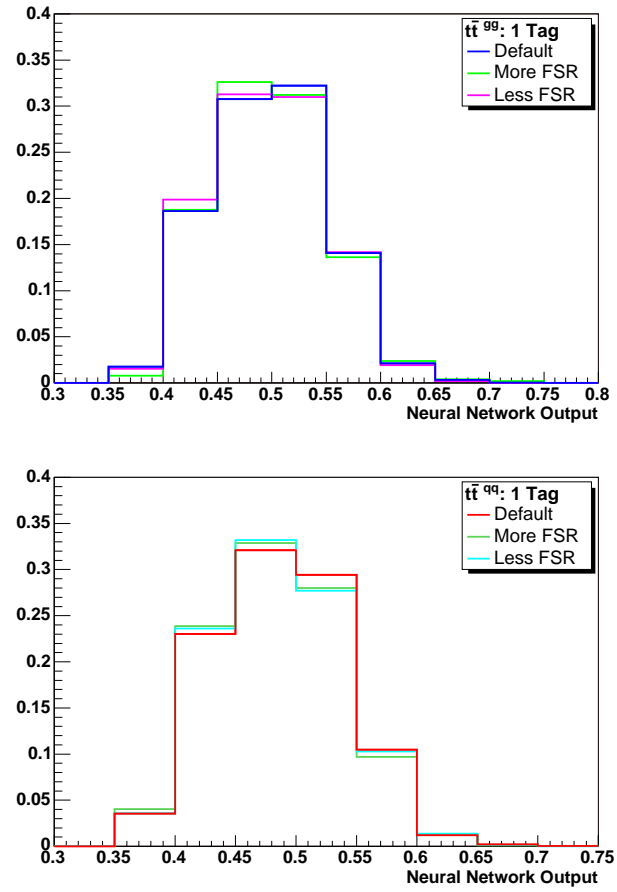 0.4
0.35
0.3
0.25
0.2
0.15
0.1
0.05
0
tt̄ gg: 1 Tag
Default
More FSR
Less FSR
0.3 0.35 0.4 0.45 0.5 0.55 0.6 0.65 0.7 0.75 0.8
Neural Network Output
0.4
0.35
0.3
0.25
0.2
0.15
0.1
0.05
0
tt̄ qq: 1 Tag
Default
More FSR
Less FSR
0.3 0.35 0.4 0.45 0.5 0.55 0.6 0.65 0.7 0.75
Neural Network Output